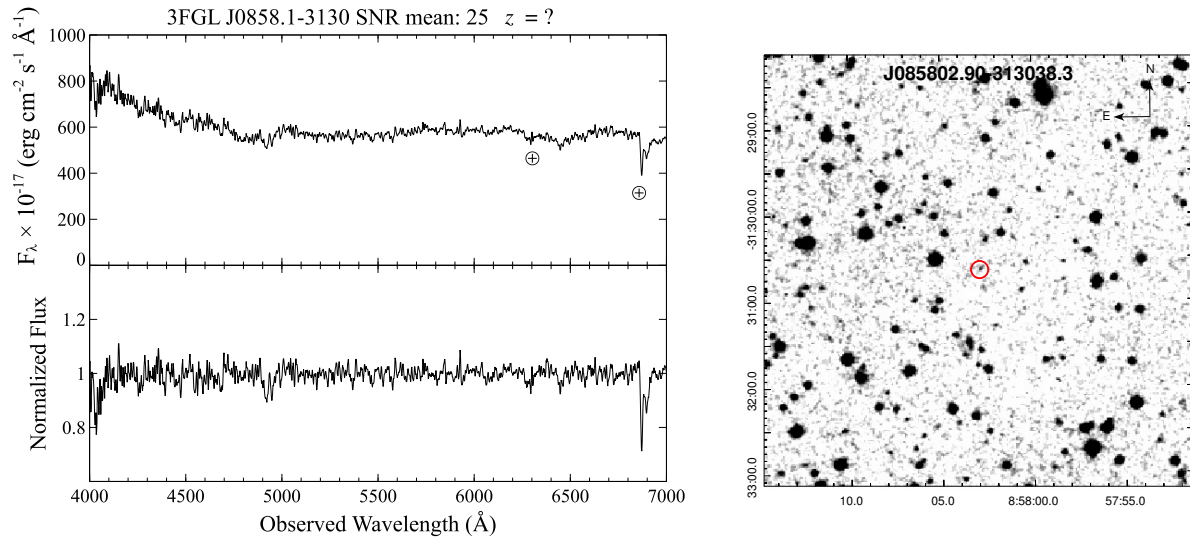 3FGL J0858.1-3130 SNR mean: 25 z = ?
1000
800
600
400
200
0
F_λ × 10^-17 (erg cm^-2 s^-1 Å^-1)
⊕
⊕
1.2
1
0.8
Normalized Flux
4000 4500 5000 5500 6000 6500 7000
Observed Wavelength (Å)
J085802.90-313038.3
N
E
29:00.0
-31:30:00.0
31:00.0
32:00.0
33:00.0
10.0 05.0 8:58:00.0 57:55.0